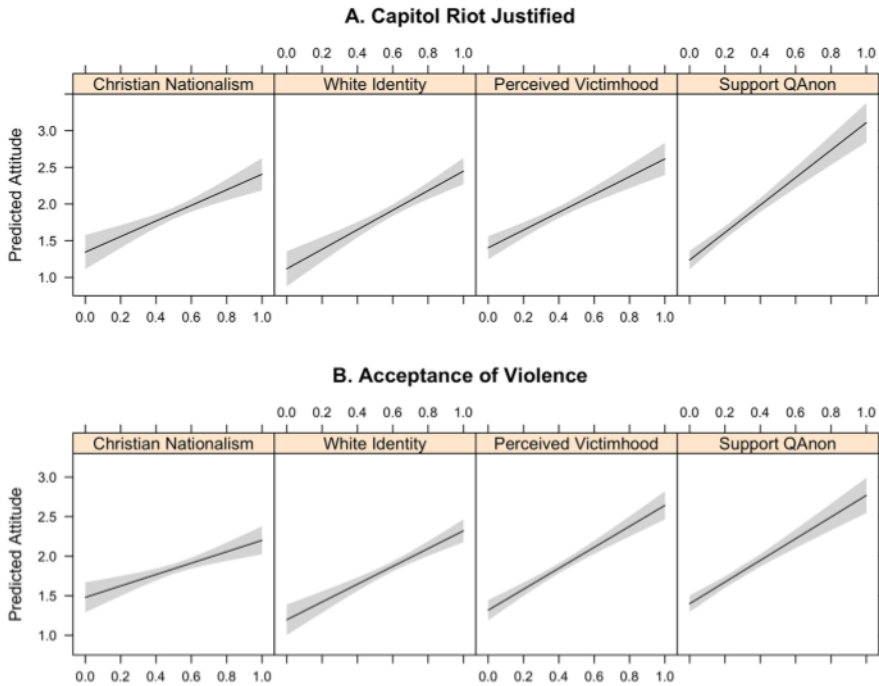 A. Capitol Riot Justified
0.0 0.2 0.4 0.6 0.8 1.0 0.0 0.2 0.4 0.6 0.8 1.0
Christian Nationalism White Identity Perceived Victimhood Support QAnon
Predicted Attitude
3.0
2.5
2.0
1.5
1.0
0.0 0.2 0.4 0.6 0.8 1.0 0.0 0.2 0.4 0.6 0.8 1.0
B. Acceptance of Violence
0.0 0.2 0.4 0.6 0.8 1.0 0.0 0.2 0.4 0.6 0.8 1.0
Christian Nationalism White Identity Perceived Victimhood Support QAnon
Predicted Attitude
3.0
2.5
2.0
1.5
1.0
0.0 0.2 0.4 0.6 0.8 1.0 0.0 0.2 0.4 0.6 0.8 1.0